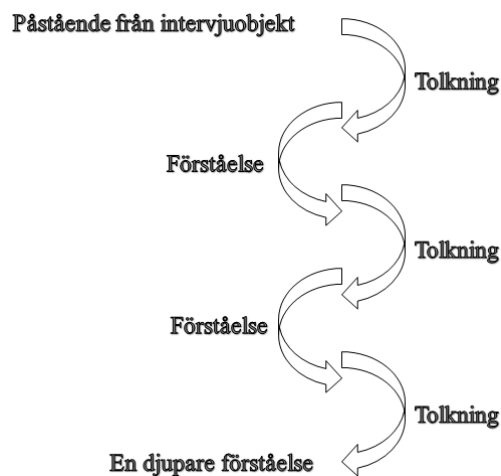 Påstående från intervjuobjekt
Tolkning
Förståelse
Tolkning
Förståelse
Tolkning
En djupare förståelse